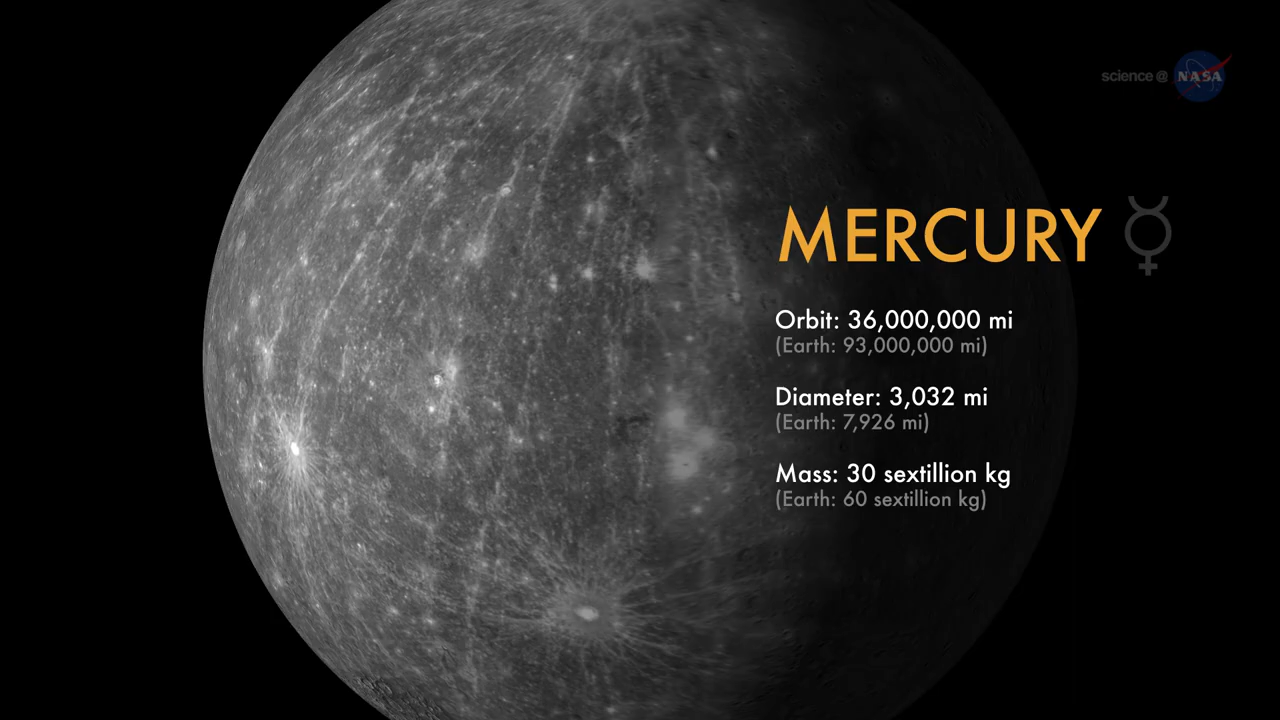 science @ NASA
MERCURY ☿
Orbit: 36,000,000 mi
(Earth: 93,000,000 mi)
Diameter: 3,032 mi
(Earth: 7,926 mi)
Mass: 30 sextillion kg
(Earth: 60 sextillion kg)